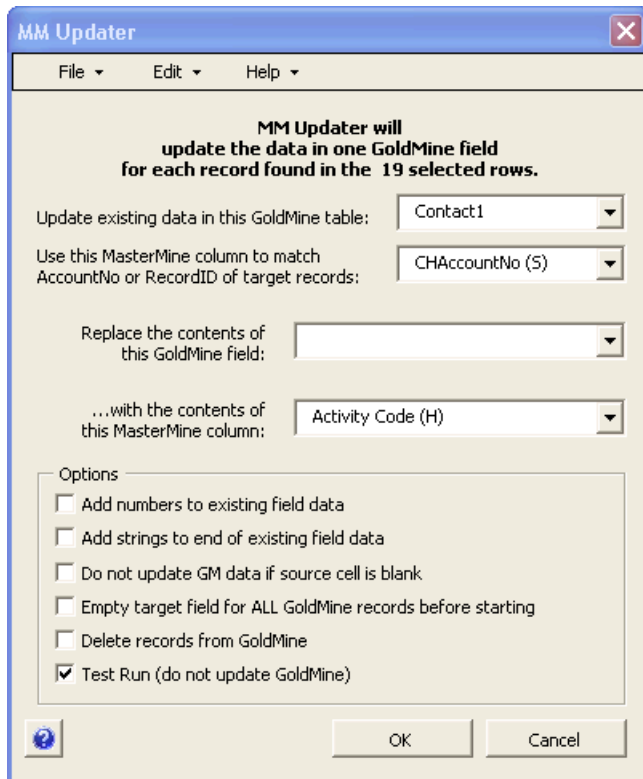 MM Updater
File Edit Help
MM Updater will
update the data in one GoldMine field
for each record found in the 19 selected rows.
Update existing data in this GoldMine table: Contact1
Use this MasterMine column to match
AccountNo or RecordID of target records: CHAccountNo (S)
Replace the contents of
this GoldMine field:
...with the contents of
this MasterMine column: Activity Code (H)
Options
Add numbers to existing field data
Add strings to end of existing field data
Do not update GM data if source cell is blank
Empty target field for ALL GoldMine records before starting
Delete records from GoldMine
Test Run (do not update GoldMine)
? OK Cancel